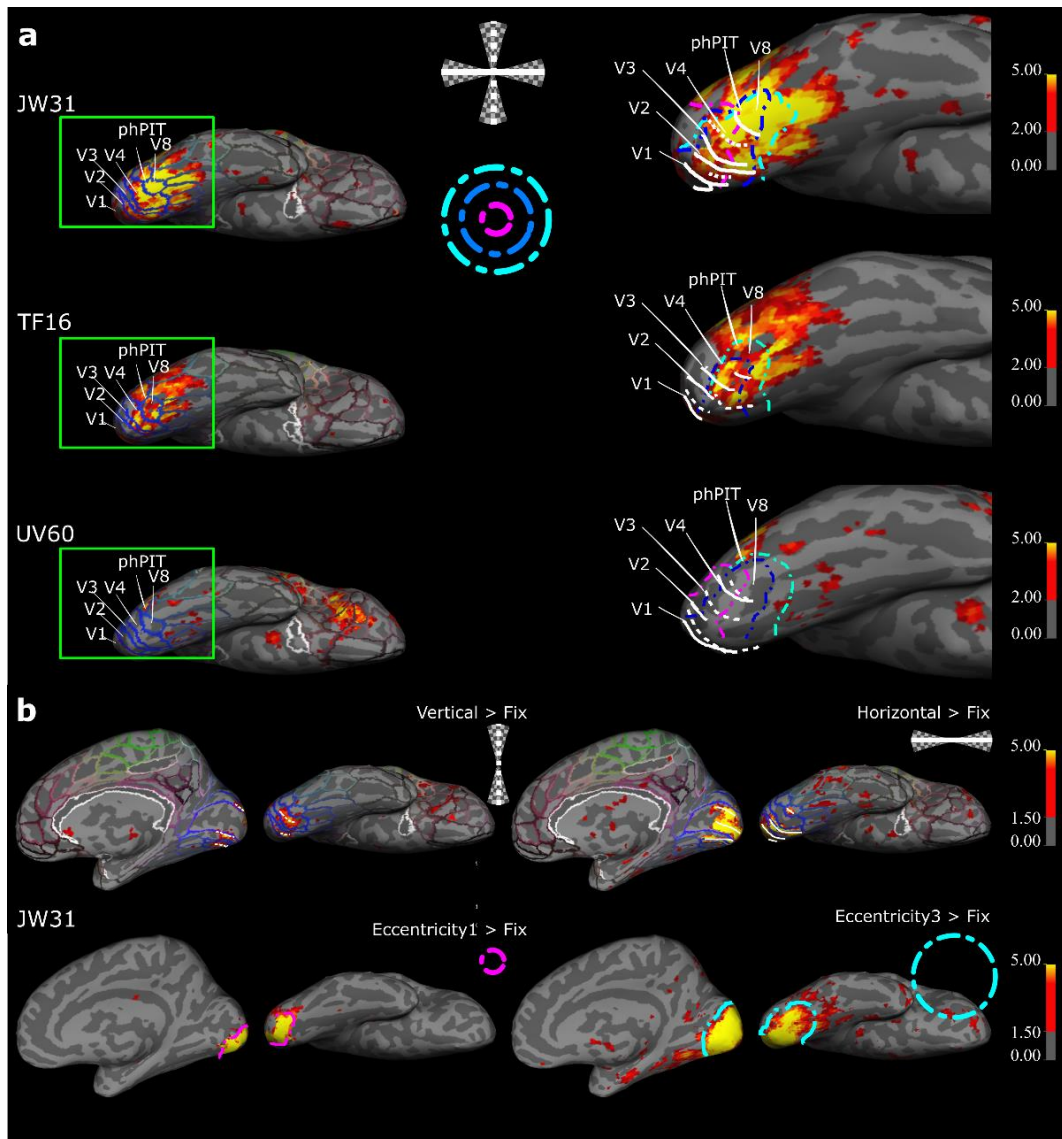 a
JW31
phPIT
V8
V3 V4
V2
V1
phPIT
V8
V3
V4
V2
V1
5.00
2.00
0.00
TF16
phPIT
V8
V3 V4
V2
V1
phPIT
V8
V3
V4
V2
V1
5.00
2.00
0.00
UV60
phPIT
V8
V3 V4
V2
V1
phPIT
V8
V3
V4
V2
V1
5.00
2.00
0.00
b
Vertical > Fix
Horizontal > Fix
5.00
1.50
0.00
JW31
Eccentricity1 > Fix
Eccentricity3 > Fix
5.00
1.50
0.00